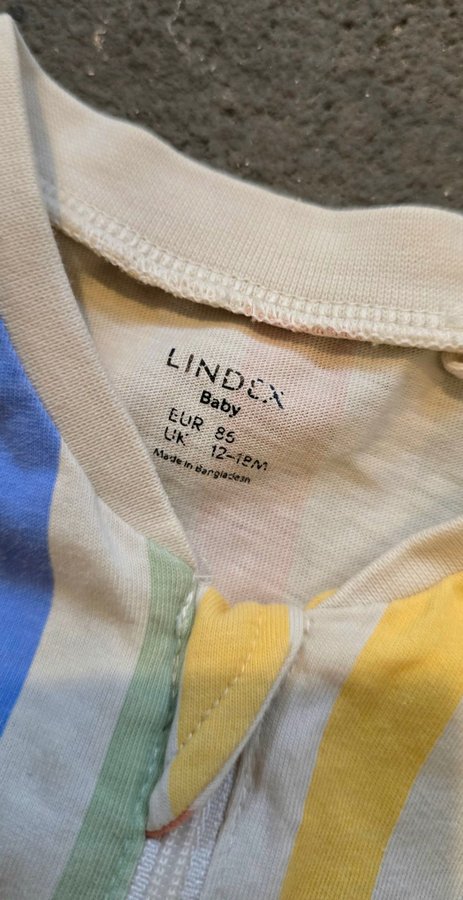 LINDEX
Baby
EUR 86
UK 12-18M
Made in Bangladesh